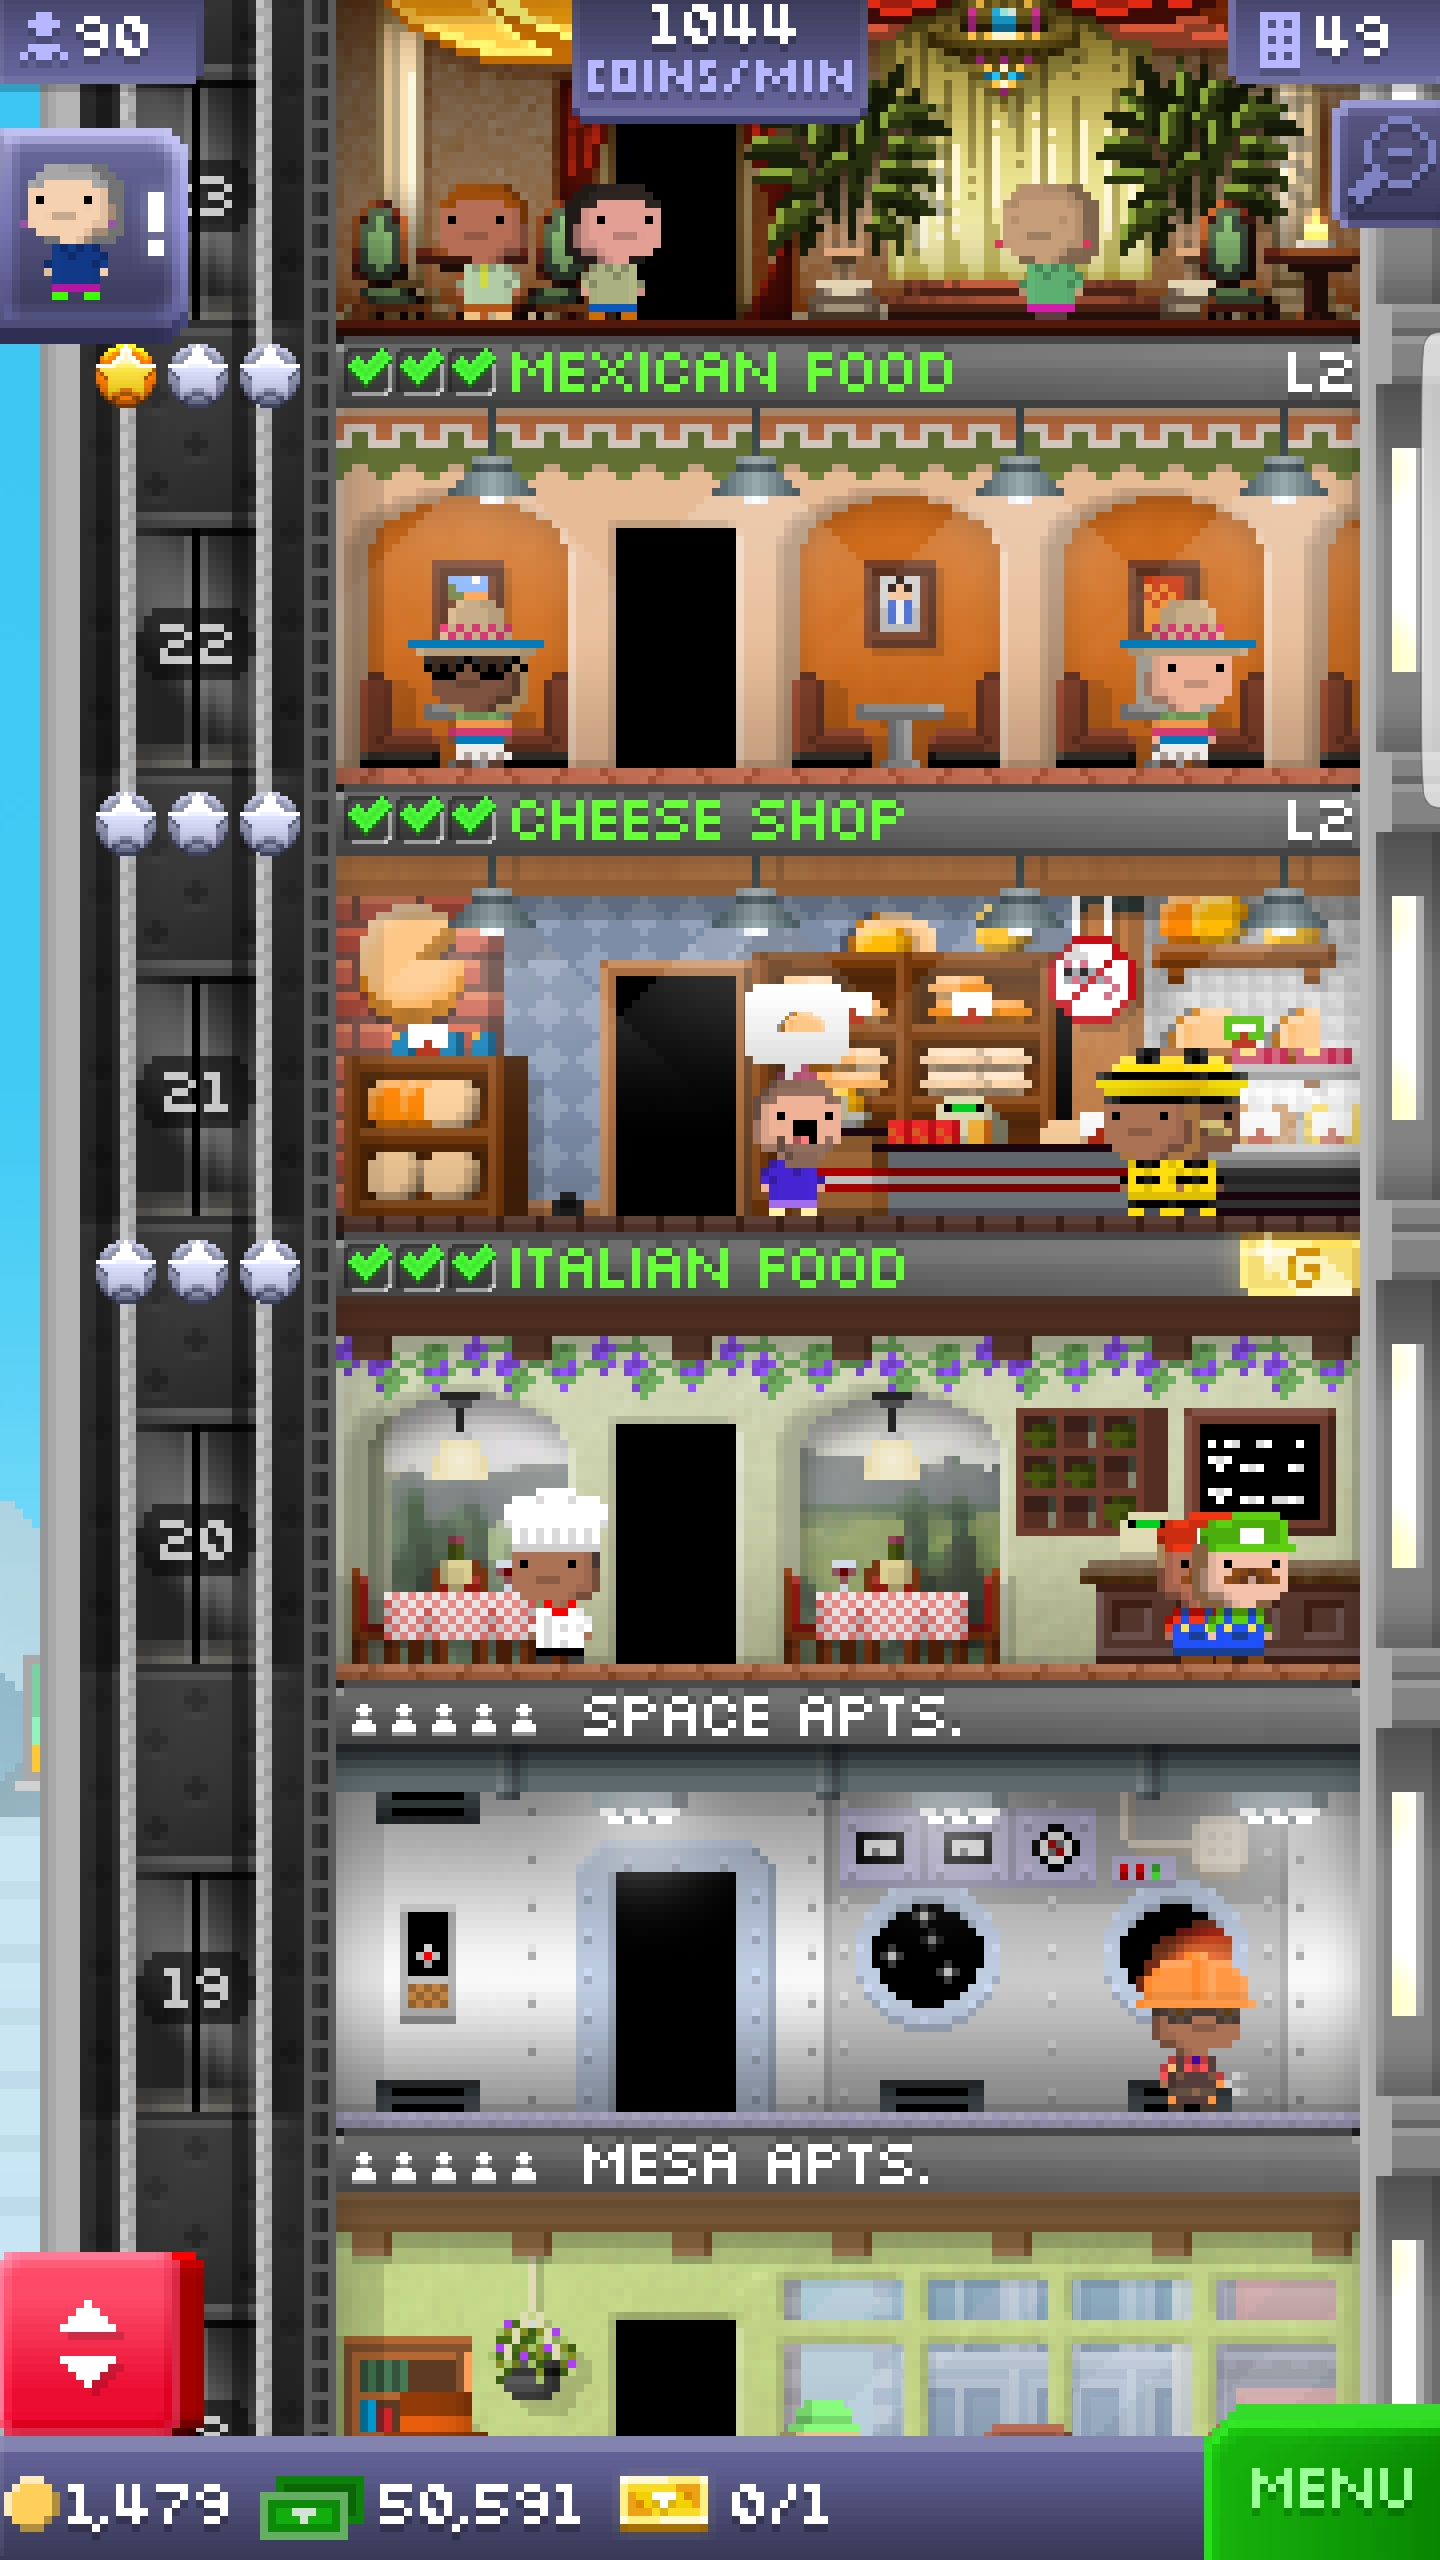 90
1044
COINS/MIN
49
!
3
MEXICAN FOOD L2
22
CHEESE SHOP L2
21
ITALIAN FOOD G
20
SPACE APTS.
19
MESA APTS.
1,479 50,591 0/1
MENU